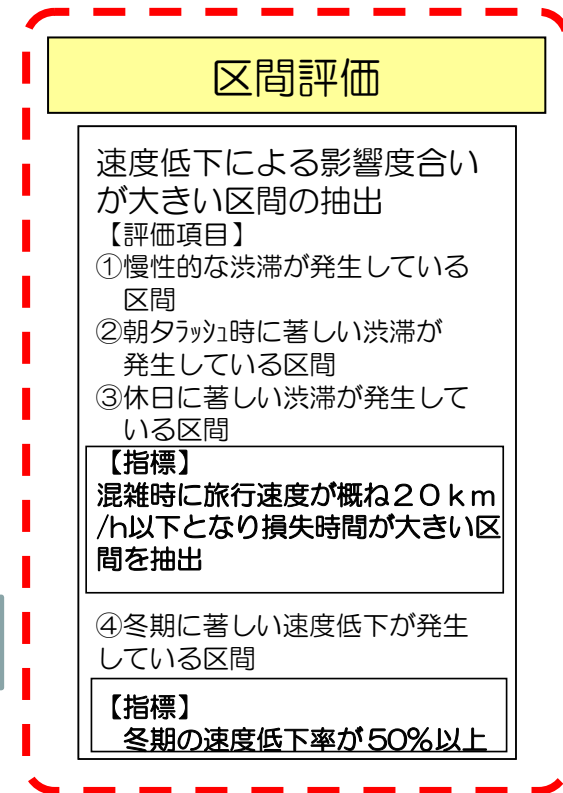 区間評価
速度低下による影響度合い
が大きい区間の抽出
【評価項目】
①慢性的な渋滞が発生している
区間
②朝夕ﾗｯｼｭ時に著しい渋滞が
発生している区間
③休日に著しい渋滞が発生して
いる区間
【指標】
混雑時に旅行速度が概ね２０ｋｍ
/h以下となり損失時間が大きい区
間を抽出
④冬期に著しい速度低下が発生
している区間
【指標】
冬期の速度低下率が50%以上